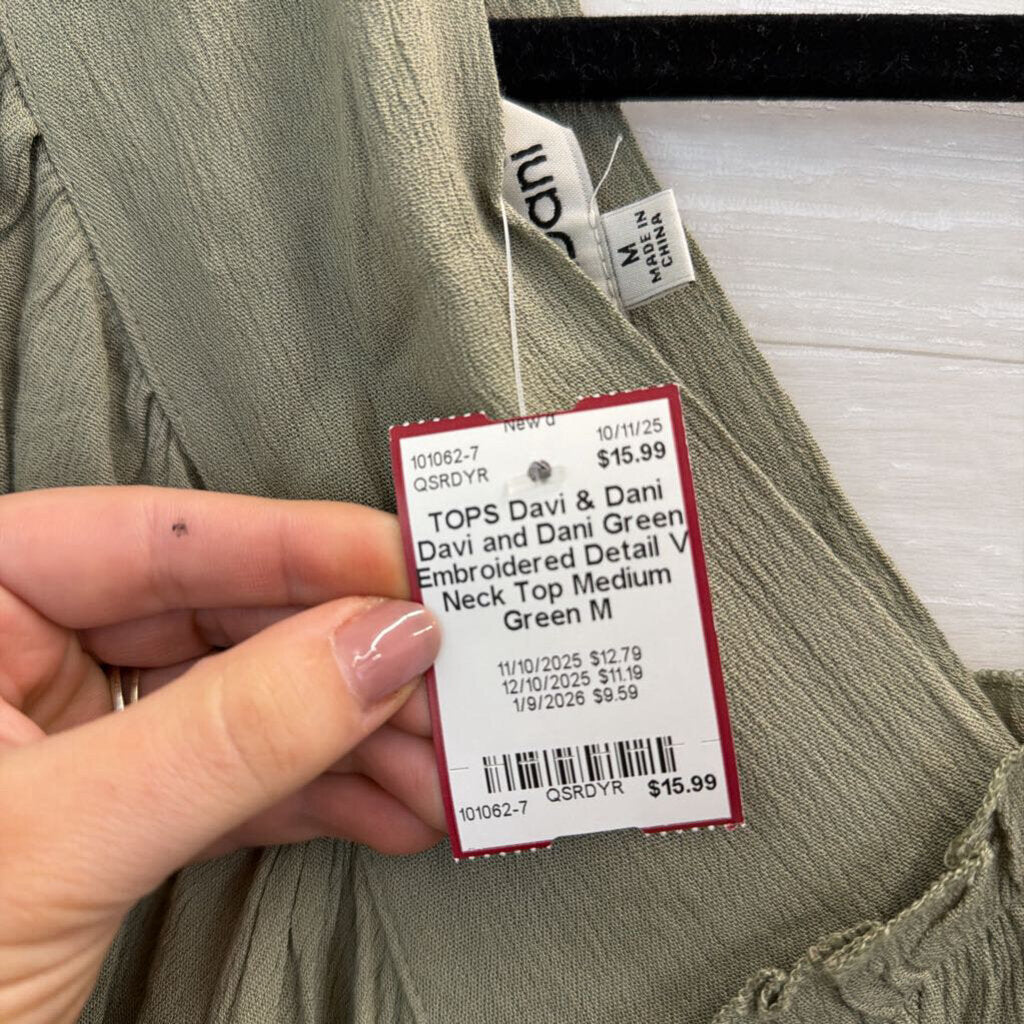 Dani
M
MADE IN
CHINA
New
101062-7
10/11/25
QSRDYR
$15.99
TOPS Davi & Dani
Davi and Dani Green
Embroidered Detail V
Neck Top Medium
Green M
11/10/2025 $12.79
12/10/2025 $11.19
1/9/2026 $9.59
101062-7
QSRDYR
$15.99